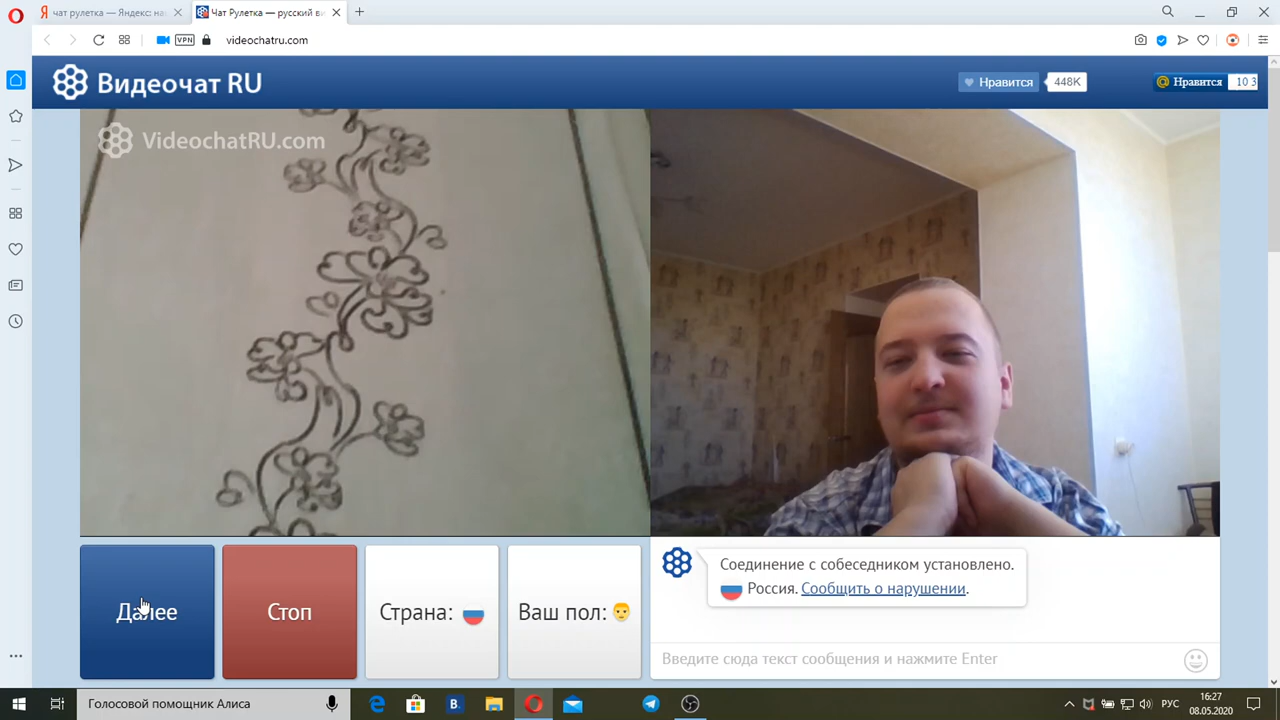 чат рулетка — Яндекс: на
Чат Рулетка — русский ви
VPN
videochatru.com
Видеочат RU
Нравится
448K
Нравится
10 3
VideochatRU.com
Соединение с собеседником установлено.
Россия. Сообщить о нарушении.
Далее
Стоп
Страна:
Ваш пол:
Введите сюда текст сообщения и нажмите Enter
Голосовой помощник Алиса
РУС
16:27
08.05.2020